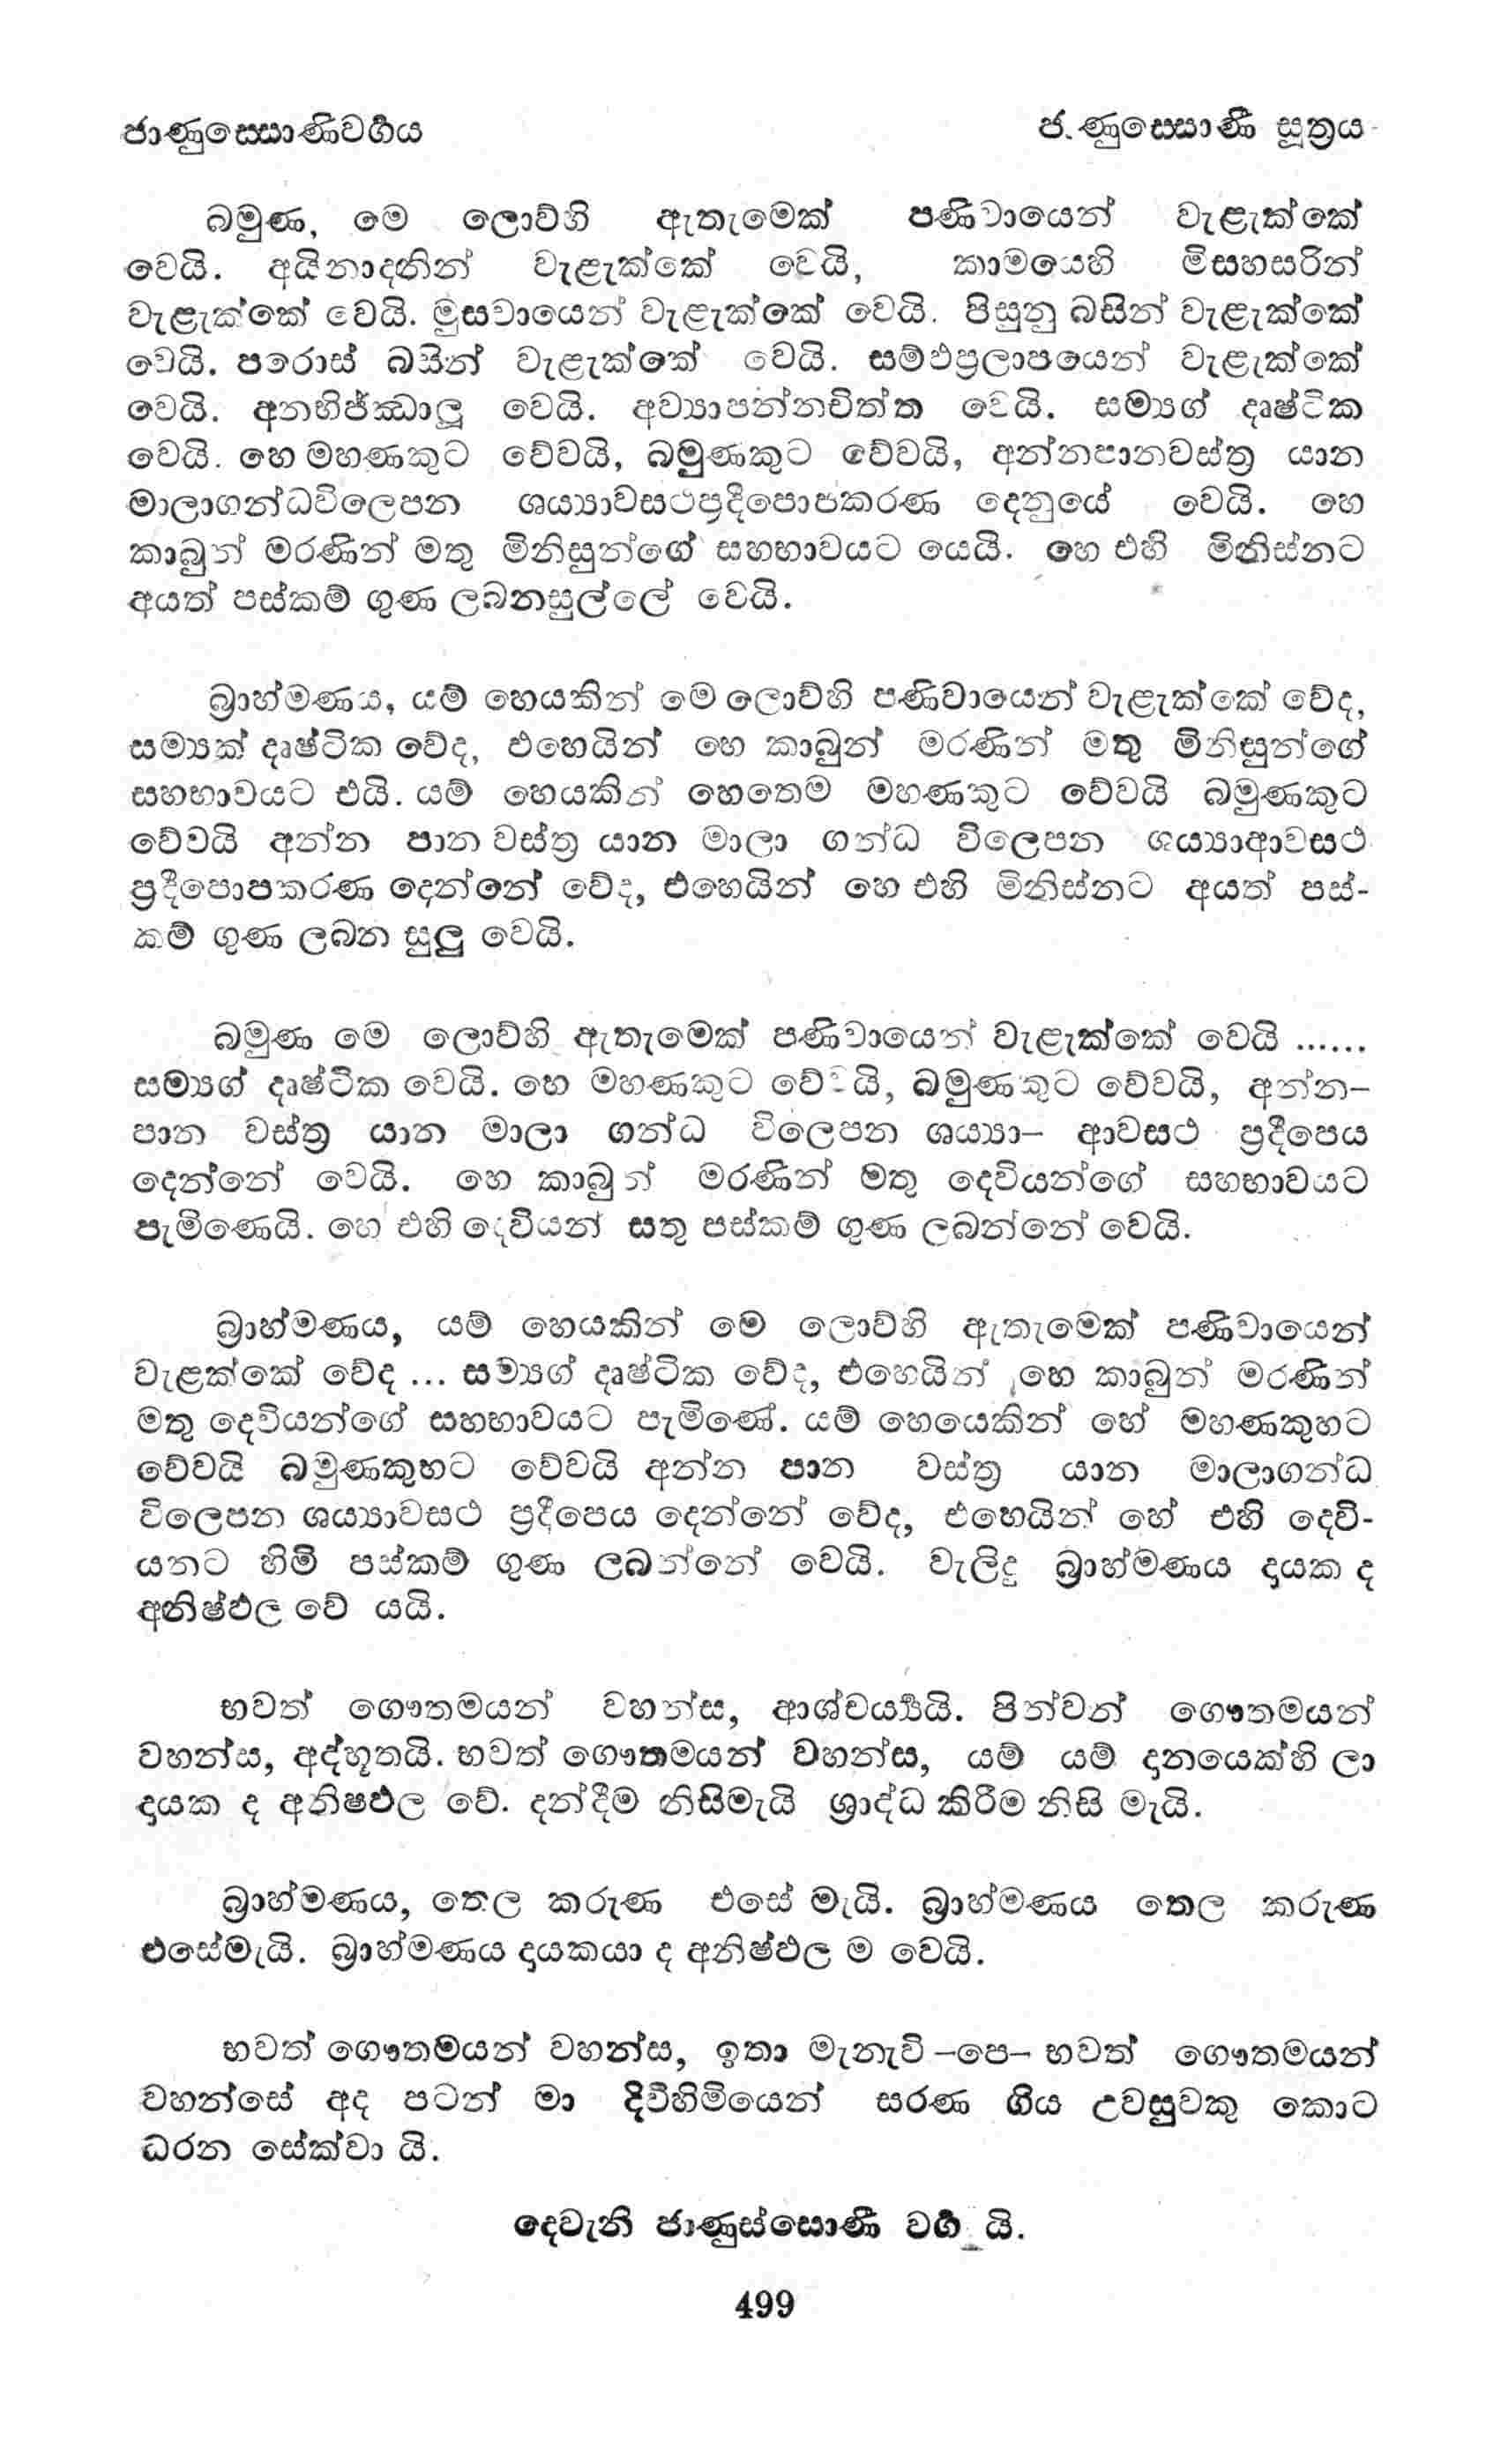 ජාණුස්සොණිවර්‍ගය
ජාණුස්සොණී සූත්‍රය
බමුණ, මෙ ලොව්හි ඇතැමෙක් පණිවායෙන් වැළැක්කේ
වෙයි. අයිනාදනින් වැළැක්කේ වෙයි, කාමයෙහි මිසහසරින්
වැළැක්කේ වෙයි. මුසවායෙන් වැළැක්කේ වෙයි. පිසුනු බසින් වැළැක්කේ
වෙයි. පරොස් බසින් වැළැක්කේ වෙයි. සම්ඵප්‍රලාපයෙන් වැළැක්කේ
වෙයි. අනභිජ්ඣාලූ වෙයි. අව්‍යාපන්නචිත්ත වෙයි. සම්‍යග් දෘෂ්ටික
වෙයි. හෙ මහණකුට වේවයි, බමුණකුට වේවයි, අන්නපානවස්ත්‍ර යාන
මාලාගන්ධවිලෙපන ශය්‍යාවසථප්‍රදීපොපකරණ දෙනුයේ වෙයි. හෙ
කාබුන් මරණින් මතු මිනිසුන්ගේ සහභාවයට යෙයි. හෙ එහි මිනිස්නට
අයත් පස්කම් ගුණ ලබනසුල්ලේ වෙයි.
බ්‍රාහ්මණය, යම් හෙයකින් මෙ ලොව්හි පණිවායෙන් වැළැක්කේ වේද,
සම්‍යක් දෘෂ්ටික වේද, එහෙයින් හෙ කාබුන් මරණින් මතු මිනිසුන්ගේ
සහභාවයට එයි. යම් හෙයකින් හෙතෙම මහණකුට වේවයි බමුණකුට
වේවයි අන්න පාන වස්ත්‍ර යාන මාලා ගන්ධ විලෙපන ශය්‍යාආවසථ
ප්‍රදීපොපකරණ දෙන්නේ වේද, එහෙයින් හෙ එහි මිනිස්නට අයත් පස්-
කම් ගුණ ලබන සුලු වෙයි.
බමුණ මෙ ලොව්හි ඇතැමෙක් පණිවායෙන් වැළැක්කේ වෙයි ......
සම්‍යග් දෘෂ්ටික වෙයි. හෙ මහණකුට වේවයි, බමුණකුට වේවයි, අන්න–
පාන වස්ත්‍ර යාන මාලා ගන්ධ විලෙපන ශය්‍යා– ආවසථ ප්‍රදීපෙය
දෙන්නේ වෙයි. හෙ කාබුන් මරණින් මතු දෙවියන්ගේ සහභාවයට
පැමිණෙයි. හෙ එහි දෙවියන් සතු පස්කම් ගුණ ලබන්නේ වෙයි.
බ්‍රාහ්මණය, යම් හෙයකින් මෙ ලොව්හි ඇතැමෙක් පණිවායෙන්
වැළක්කේ වේද ... සම්‍යග් දෘෂ්ටික වේද, එහෙයින් හෙ කාබුන් මරණින්
මතු දෙවියන්ගේ සහභාවයට පැමිණේ. යම් හෙයෙකින් හේ මහණකුහට
වේවයි බමුණකුහට වේවයි අන්න පාන වස්ත්‍ර යාන මාලාගන්ධ
විලෙපන ශය්‍යාවසථ ප්‍රදීපෙය දෙන්නේ වේද, එහෙයින් හේ එහි දෙවි-
යනට හිමි පස්කම් ගුණ ලබන්නේ වෙයි. වැලිදු බ්‍රාහ්මණය දායක ද
අනිෂ්ඵල වේ යයි.
භවත් ගෞතමයන් වහන්ස, ආශ්චර්‍ය්‍යයි. පින්වන් ගෞතමයන්
වහන්ස, අද්භූතයි. භවත් ගෞතමයන් වහන්ස, යම් යම් දානයෙක්හි ලා
දායක ද අනිෂඵල වේ. දන්දීම නිසිමැයි ශ්‍රාද්ධ කිරීම නිසි මැයි.
බ්‍රාහ්මණය, තෙල කරුණ එසේ මැයි. බ්‍රාහ්මණය තෙල කරුණ
එසේමැයි. බ්‍රාහ්මණය දායකයා ද අනිෂ්ඵල ම වෙයි.
භවත් ගෞතමයන් වහන්ස, ඉතා මැනැවි –පෙ– භවත් ගෞතමයන්
වහන්සේ අද පටන් මා දිවිහිමියෙන් සරණ ගිය උවසුවකු කොට
ධරන සේක්වා යි.
දෙවැනි ජාණුස්සොණී වර්‍ග යි.
499